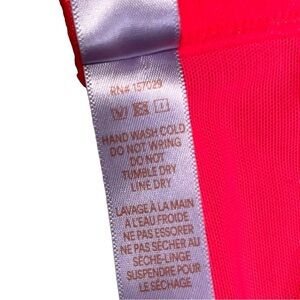 RN# 157029
HAND WASH COLD
DO NOT WRING
DO NOT
TUMBLE DRY
LINE DRY
LAVAGE À LA MAIN
À L'EAU FROIDE
NE PAS ESSORER
NE PAS SÉCHER AU
SÈCHE-LINGE
SUSPENDRE POUR
LE SÉCHAGE